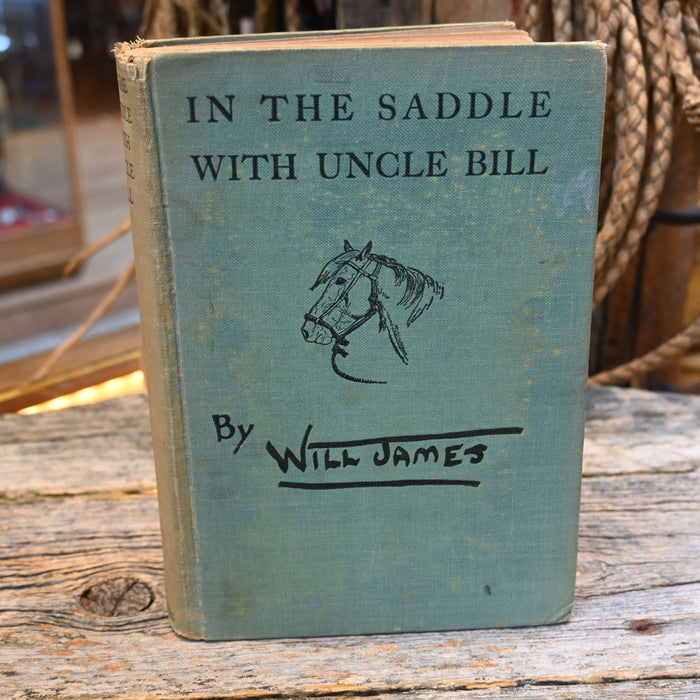 IN THE SADDLE
WITH UNCLE BILL
By
WILL JAMES